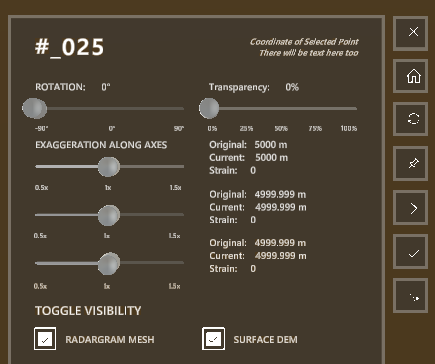 #_025
Coordinate of Selected Point
There will be text here too
ROTATION: 0°
-90° 0° 90°
Transparency: 0%
0% 25% 50% 75% 100%
EXAGGERATION ALONG AXES
0.5x 1x 1.5x
0.5x 1x 1.5x
0.5x 1x 1.5x
Original: 5000 m
Current: 5000 m
Strain: 0
Original: 4999.999 m
Current: 4999.999 m
Strain: 0
Original: 4999.999 m
Current: 4999.999 m
Strain: 0
TOGGLE VISIBILITY
RADARGRAM MESH
SURFACE DEM